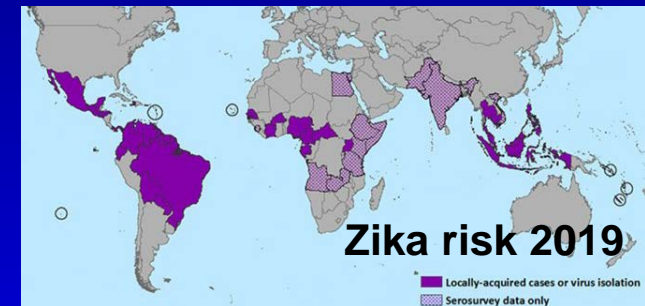 Zika risk 2019
Locally-acquired cases or virus isolation
Serosurvey data only